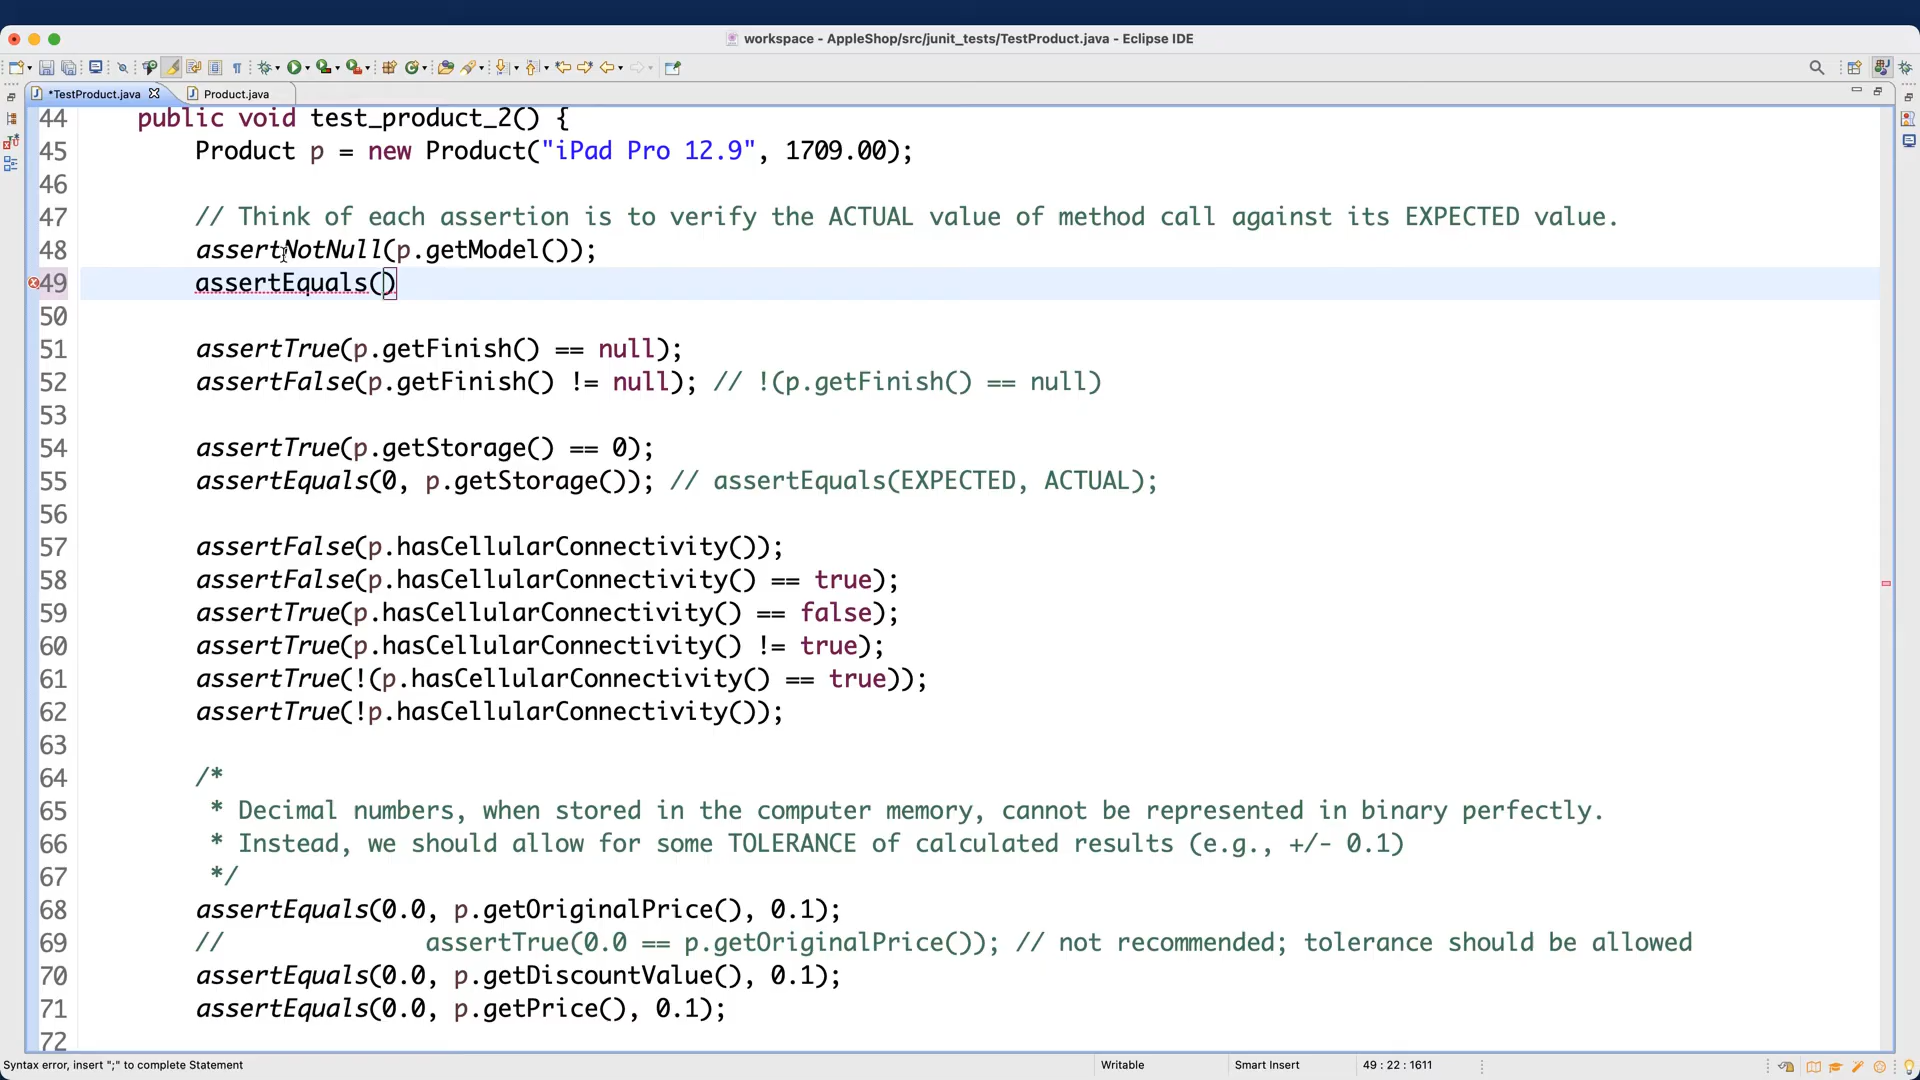 workspace - AppleShop/src/junit_tests/TestProduct.java - Eclipse IDE
*TestProduct.java
Product.java
44 public void test_product_2() {
45 Product p = new Product("iPad Pro 12.9", 1709.00);
46
47 // Think of each assertion is to verify the ACTUAL value of method call against its EXPECTED value.
48 assertNotNull(p.getModel());
49 assertEquals()
50
51 assertTrue(p.getFinish() == null);
52 assertFalse(p.getFinish() != null); // !(p.getFinish() == null)
53
54 assertTrue(p.getStorage() == 0);
55 assertEquals(0, p.getStorage()); // assertEquals(EXPECTED, ACTUAL);
56
57 assertFalse(p.hasCellularConnectivity());
58 assertFalse(p.hasCellularConnectivity() == true);
59 assertTrue(p.hasCellularConnectivity() == false);
60 assertTrue(p.hasCellularConnectivity() != true);
61 assertTrue(!(p.hasCellularConnectivity() == true));
62 assertTrue(!p.hasCellularConnectivity());
63
64 /*
65 * Decimal numbers, when stored in the computer memory, cannot be represented in binary perfectly.
66 * Instead, we should allow for some TOLERANCE of calculated results (e.g., +/- 0.1)
67 */
68 assertEquals(0.0, p.getOriginalPrice(), 0.1);
69 // assertTrue(0.0 == p.getOriginalPrice()); // not recommended; tolerance should be allowed
70 assertEquals(0.0, p.getDiscountValue(), 0.1);
71 assertEquals(0.0, p.getPrice(), 0.1);
72
Syntax error, insert ";" to complete Statement
Writable
Smart Insert
49 : 22 : 1611